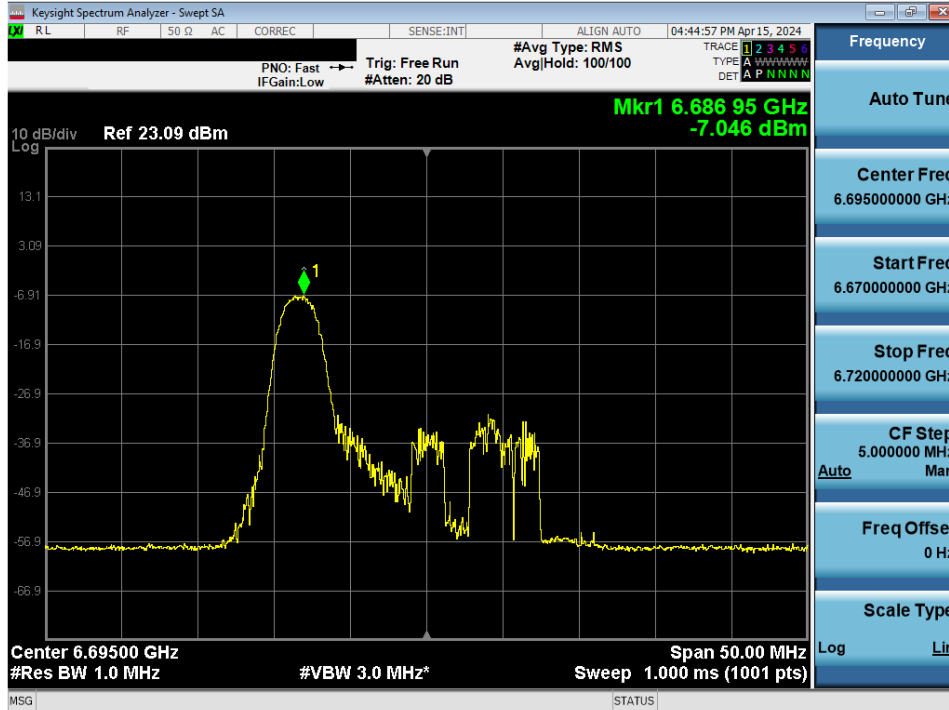 Keysight Spectrum Analyzer - Swept SA
LXI RL RF 50 Ω AC CORREC SENSE:INT ALIGN AUTO 04:44:57 PM Apr 15, 2024
PNO: Fast
IFGain:Low
Trig: Free Run
#Atten: 20 dB
#Avg Type: RMS
Avg|Hold: 100/100
TRACE 1 2 3 4 5 6
TYPE A WWWWW
DET A P N N N N
Mkr1 6.686 95 GHz
-7.046 dBm
10 dB/div Ref 23.09 dBm
Log
13.1
3.09
1
-6.91
-16.9
-26.9
-36.9
-46.9
-56.9
-66.9
Center 6.69500 GHz Span 50.00 MHz
#Res BW 1.0 MHz #VBW 3.0 MHz* Sweep 1.000 ms (1001 pts)
MSG STATUS
Frequency
Auto Tune
Center Freq
6.695000000 GHz
Start Freq
6.670000000 GHz
Stop Freq
6.720000000 GHz
CF Step
5.000000 MHz
Auto Man
Freq Offset
0 Hz
Scale Type
Log Lin